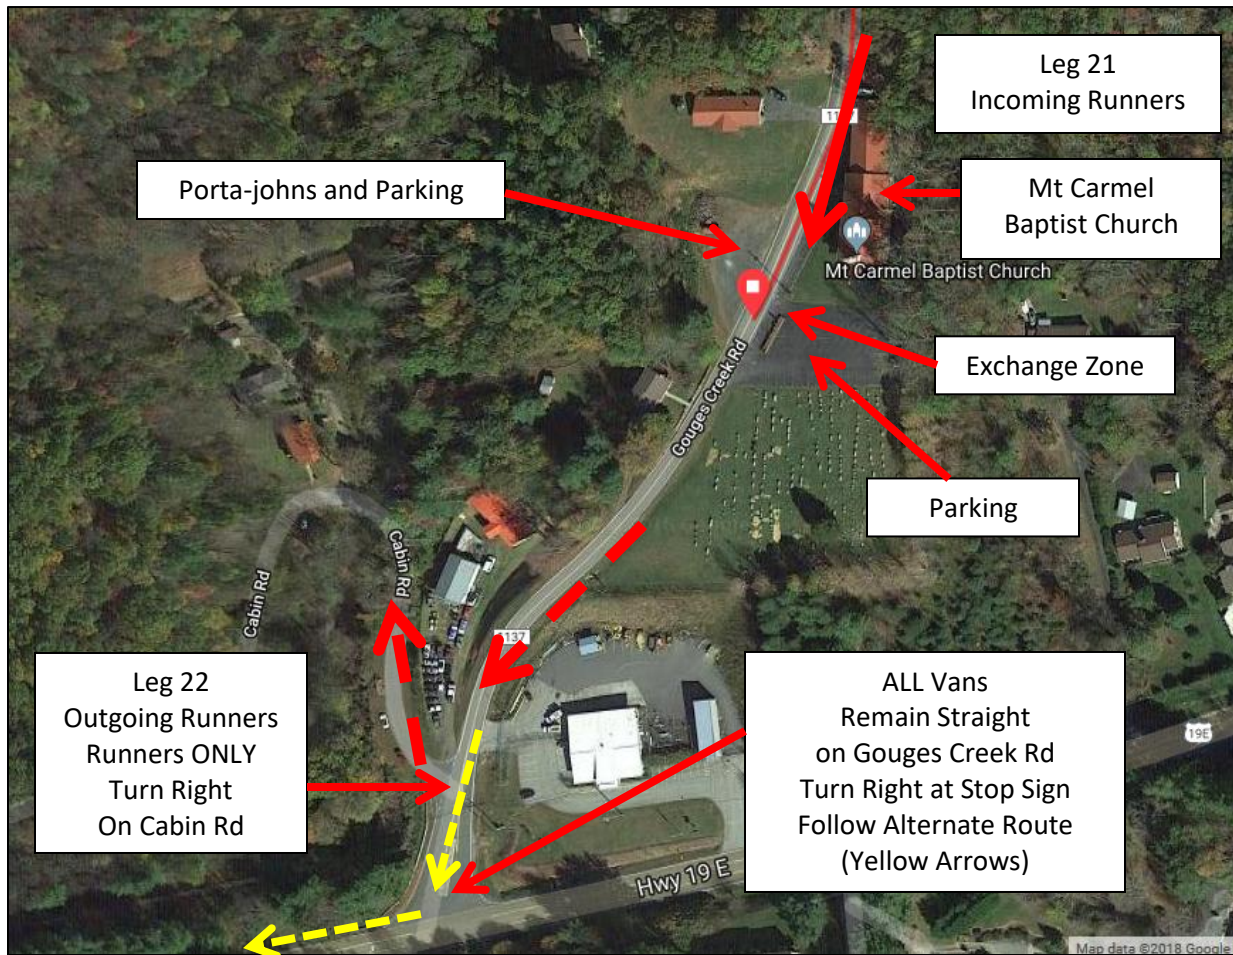 Leg 21
Incoming Runners
11
Porta-johns and Parking
Mt Carmel
Baptist Church
Mt Carmel Baptist Church
Exchange Zone
Gouges Creek Rd
Parking
Cabin Rd
Cabin Rd
1137
Leg 22
Outgoing Runners
Runners ONLY
Turn Right
On Cabin Rd
ALL Vans
Remain Straight
on Gouges Creek Rd
Turn Right at Stop Sign
Follow Alternate Route
(Yellow Arrows)
19E
Hwy 19 E
Map data ©2018 Google